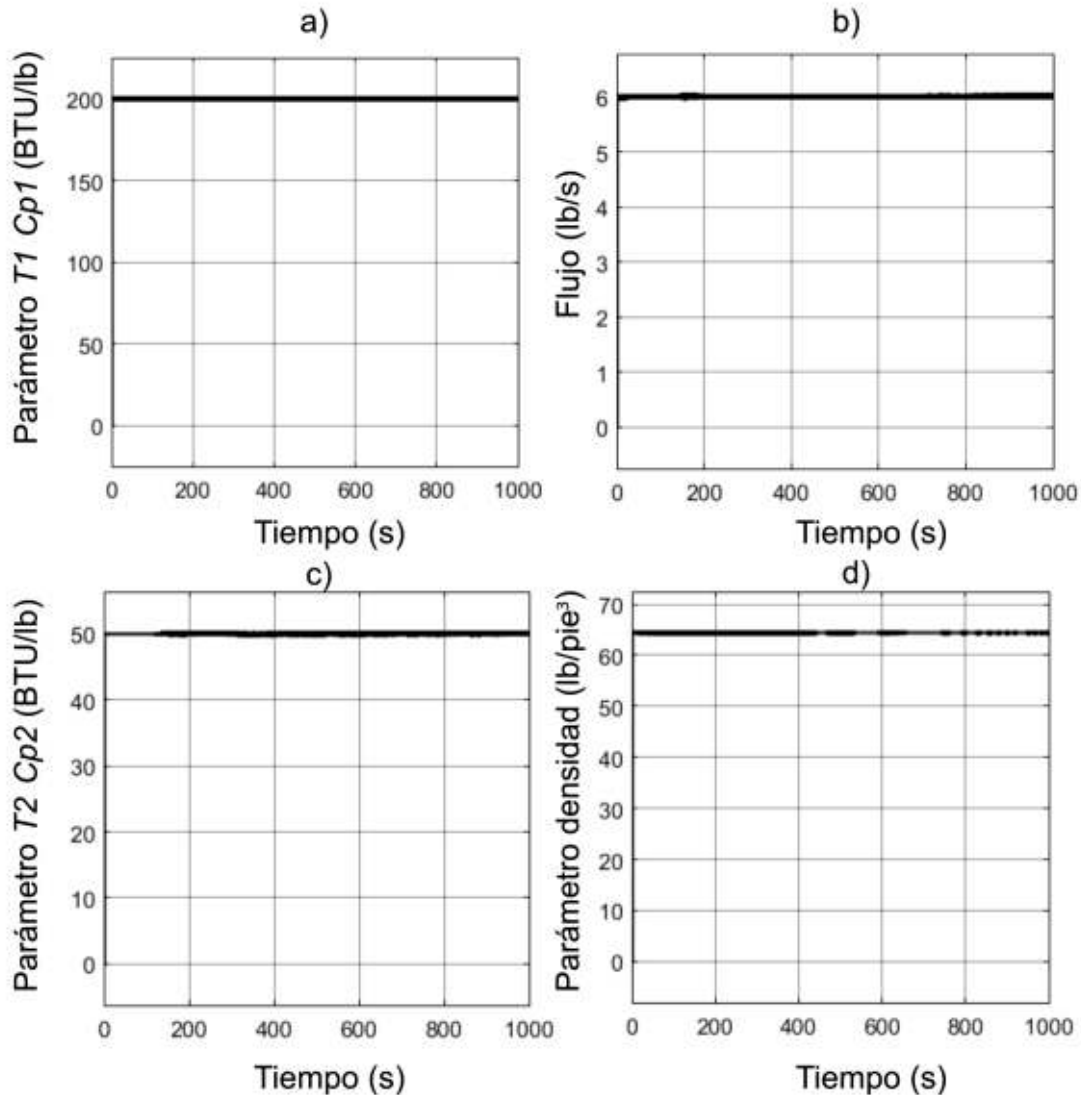 a)
Parámetro T1 Cp1 (BTU/lb)
200
150
100
50
0
0 200 400 600 800 1000
Tiempo (s)
b)
Flujo (lb/s)
6
5
4
3
2
1
0
0 200 400 600 800 1000
Tiempo (s)
c)
Parámetro T2 Cp2 (BTU/lb)
50
40
30
20
10
0
0 200 400 600 800 1000
Tiempo (s)
d)
Parámetro densidad (lb/pie³)
70
60
50
40
30
20
10
0
0 200 400 600 800 1000
Tiempo (s)